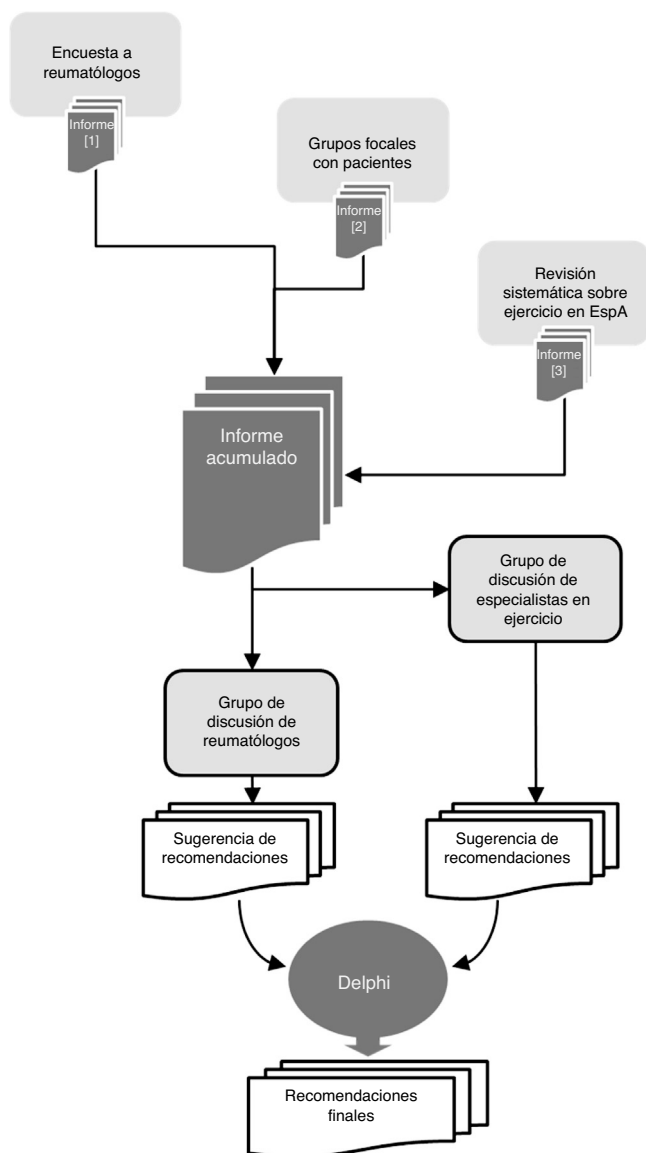 Encuesta a
reumatólogos
Informe
[1]
Grupos focales
con pacientes
Informe
[2]
Revisión
sistemática sobre
ejercicio en EspA
Informe
[3]
Informe
acumulado
Grupo de
discusión de
especialistas en
ejercicio
Grupo de
discusión de
reumatólogos
Sugerencia de
recomendaciones
Sugerencia de
recomendaciones
Delphi
Recomendaciones
finales